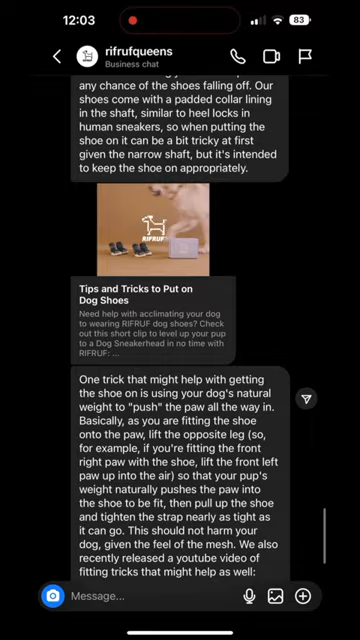 12:03
83
rifrufqueens
Business chat
any chance of the shoes falling off. Our
shoes come with a padded collar lining
in the shaft, similar to heel locks in
human sneakers, so when putting the
shoe on it can be a bit tricky at first
given the narrow shaft, but it's intended
to keep the shoe on appropriately.
RIFRUF
Tips and Tricks to Put on
Dog Shoes
Need help with acclimating your dog
to wearing RIFRUF dog shoes? Check
out this short clip to level up your pup
to a Dog Sneakerhead in no time with
RIFRUF: ...
One trick that might help with getting
the shoe on is using your dog's natural
weight to "push" the paw all the way in.
Basically, as you are fitting the shoe
onto the paw, lift the opposite leg (so,
for example, if you're fitting the front
right paw with the shoe, lift the front left
paw up into the air) so that your pup's
weight naturally pushes the paw into
the shoe to be fit, then pull up the shoe
and tighten the strap nearly as tight as
it can go. This should not harm your
dog, given the feel of the mesh. We also
recently released a youtube video of
fitting tricks that might help as well:
Message...